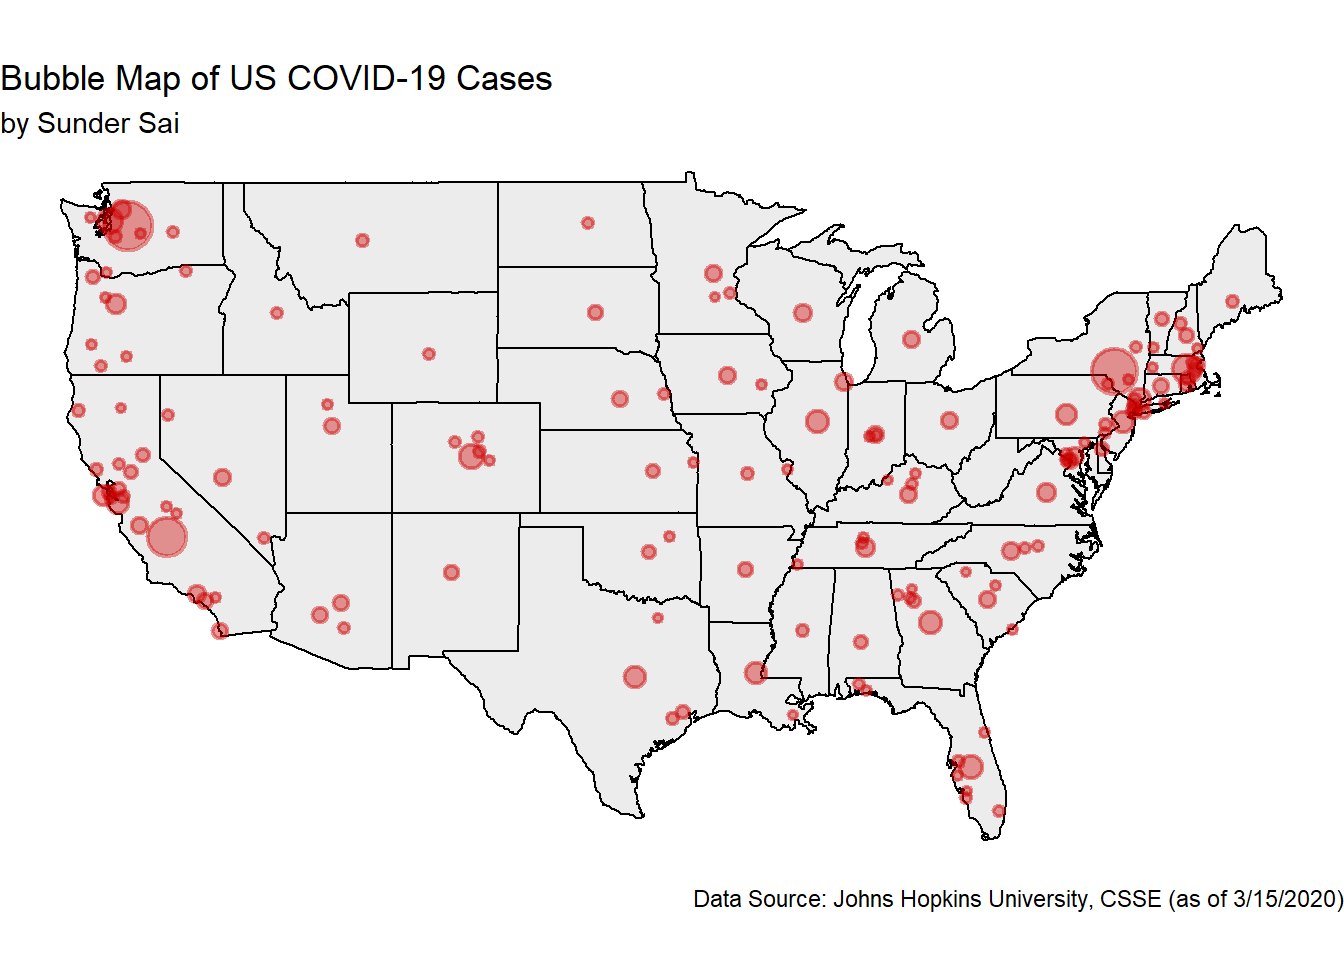 Bubble Map of US COVID-19 Cases
by Sunder Sai
Data Source: Johns Hopkins University, CSSE (as of 3/15/2020)